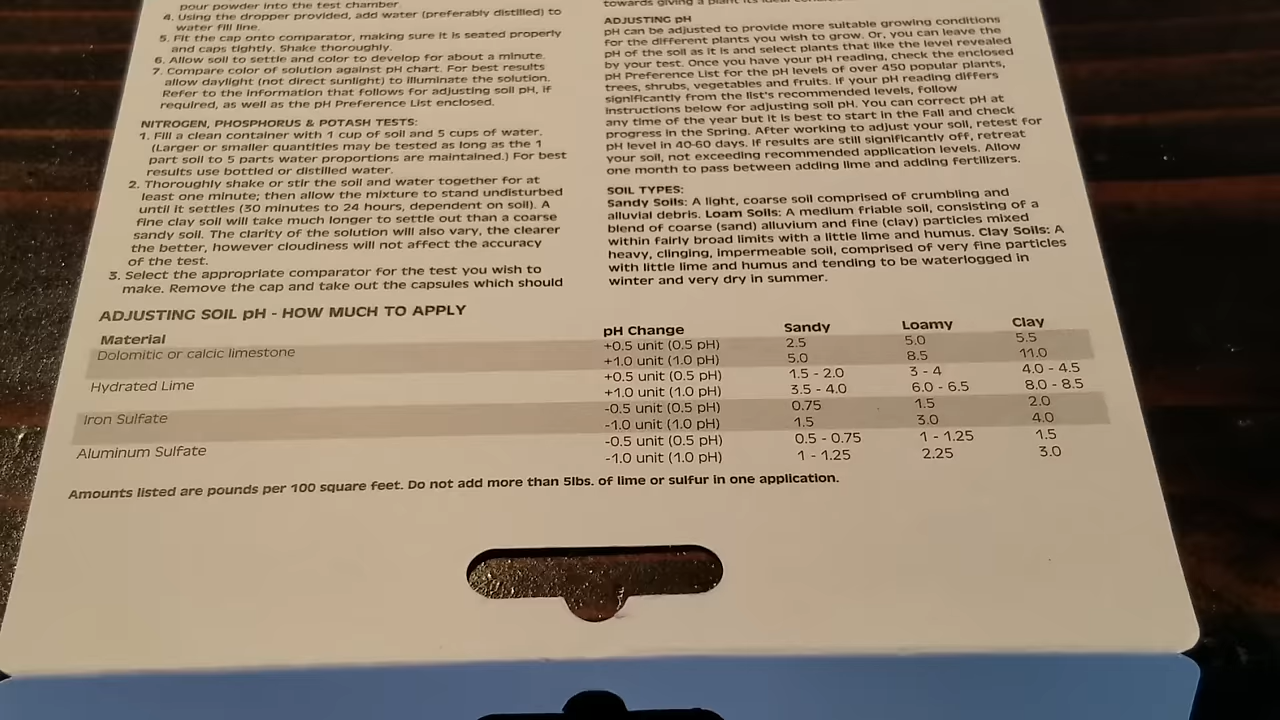 pour powder into the test chamber
4. Using the dropper provided, add water (preferably distilled) to
water fill line.
5. Fit the cap onto comparator, making sure it is seated properly
and caps tightly. Shake thoroughly.
6. Allow soil to settle and color to develop for about a minute.
7. Compare color of solution against pH chart. For best results
allow daylight (not direct sunlight) to illuminate the solution.
Refer to the information that follows for adjusting soil pH, if
required, as well as the pH Preference List enclosed.
NITROGEN, PHOSPHORUS & POTASH TESTS:
1. Fill a clean container with 1 cup of soil and 5 cups of water.
(Larger or smaller quantities may be tested as long as the 1
part soil to 5 parts water proportions are maintained.) For best
results use bottled or distilled water.
2. Thoroughly shake or stir the soil and water together for at
least one minute; then allow the mixture to stand undisturbed
until it settles (30 minutes to 24 hours, dependent on soil). A
fine clay soil will take much longer to settle out than a coarse
sandy soil. The clarity of the solution will also vary, the clearer
the better, however cloudiness will not affect the accuracy
of the test.
3. Select the appropriate comparator for the test you wish to
make. Remove the cap and take out the capsules which should
towards giving a plant its ideal
ADJUSTING pH
pH can be adjusted to provide more suitable growing conditions
for the different plants you wish to grow. Or, you can leave the
pH of the soil as it is and select plants that like the level revealed
by your test. Once you have your pH reading, check the enclosed
pH Preference List for the pH levels of over 450 popular plants,
trees, shrubs, vegetables and fruits. If your pH reading differs
significantly from the list's recommended levels, follow
instructions below for adjusting soil pH. You can correct pH at
any time of the year but it is best to start in the Fall and check
progress in the Spring. After working to adjust your soil, retest for
pH level in 40-60 days. If results are still significantly off, retreat
your soil, not exceeding recommended application levels. Allow
one month to pass between adding lime and adding fertilizers.
SOIL TYPES:
Sandy Soils: A light, coarse soil comprised of crumbling and
alluvial debris. Loam Soils: A medium friable soil, consisting of a
blend of coarse (sand) alluvium and fine (clay) particles mixed
within fairly broad limits with a little lime and humus. Clay Soils: A
heavy, clinging, impermeable soil, comprised of very fine particles
with little lime and humus and tending to be waterlogged in
winter and very dry in summer.
ADJUSTING SOIL pH - HOW MUCH TO APPLY
Material pH Change Sandy Loamy Clay
Dolomitic or calcic limestone +0.5 unit (0.5 pH) 2.5 5.0 5.5
+1.0 unit (1.0 pH) 5.0 8.5 11.0
Hydrated Lime +0.5 unit (0.5 pH) 1.5 - 2.0 3 - 4 4.0 - 4.5
+1.0 unit (1.0 pH) 3.5 - 4.0 6.0 - 6.5 8.0 - 8.5
Iron Sulfate -0.5 unit (0.5 pH) 0.75 1.5 2.0
-1.0 unit (1.0 pH) 1.5 3.0 4.0
Aluminum Sulfate -0.5 unit (0.5 pH) 0.5 - 0.75 1 - 1.25 1.5
-1.0 unit (1.0 pH) 1 - 1.25 2.25 3.0
Amounts listed are pounds per 100 square feet. Do not add more than 5lbs. of lime or sulfur in one application.